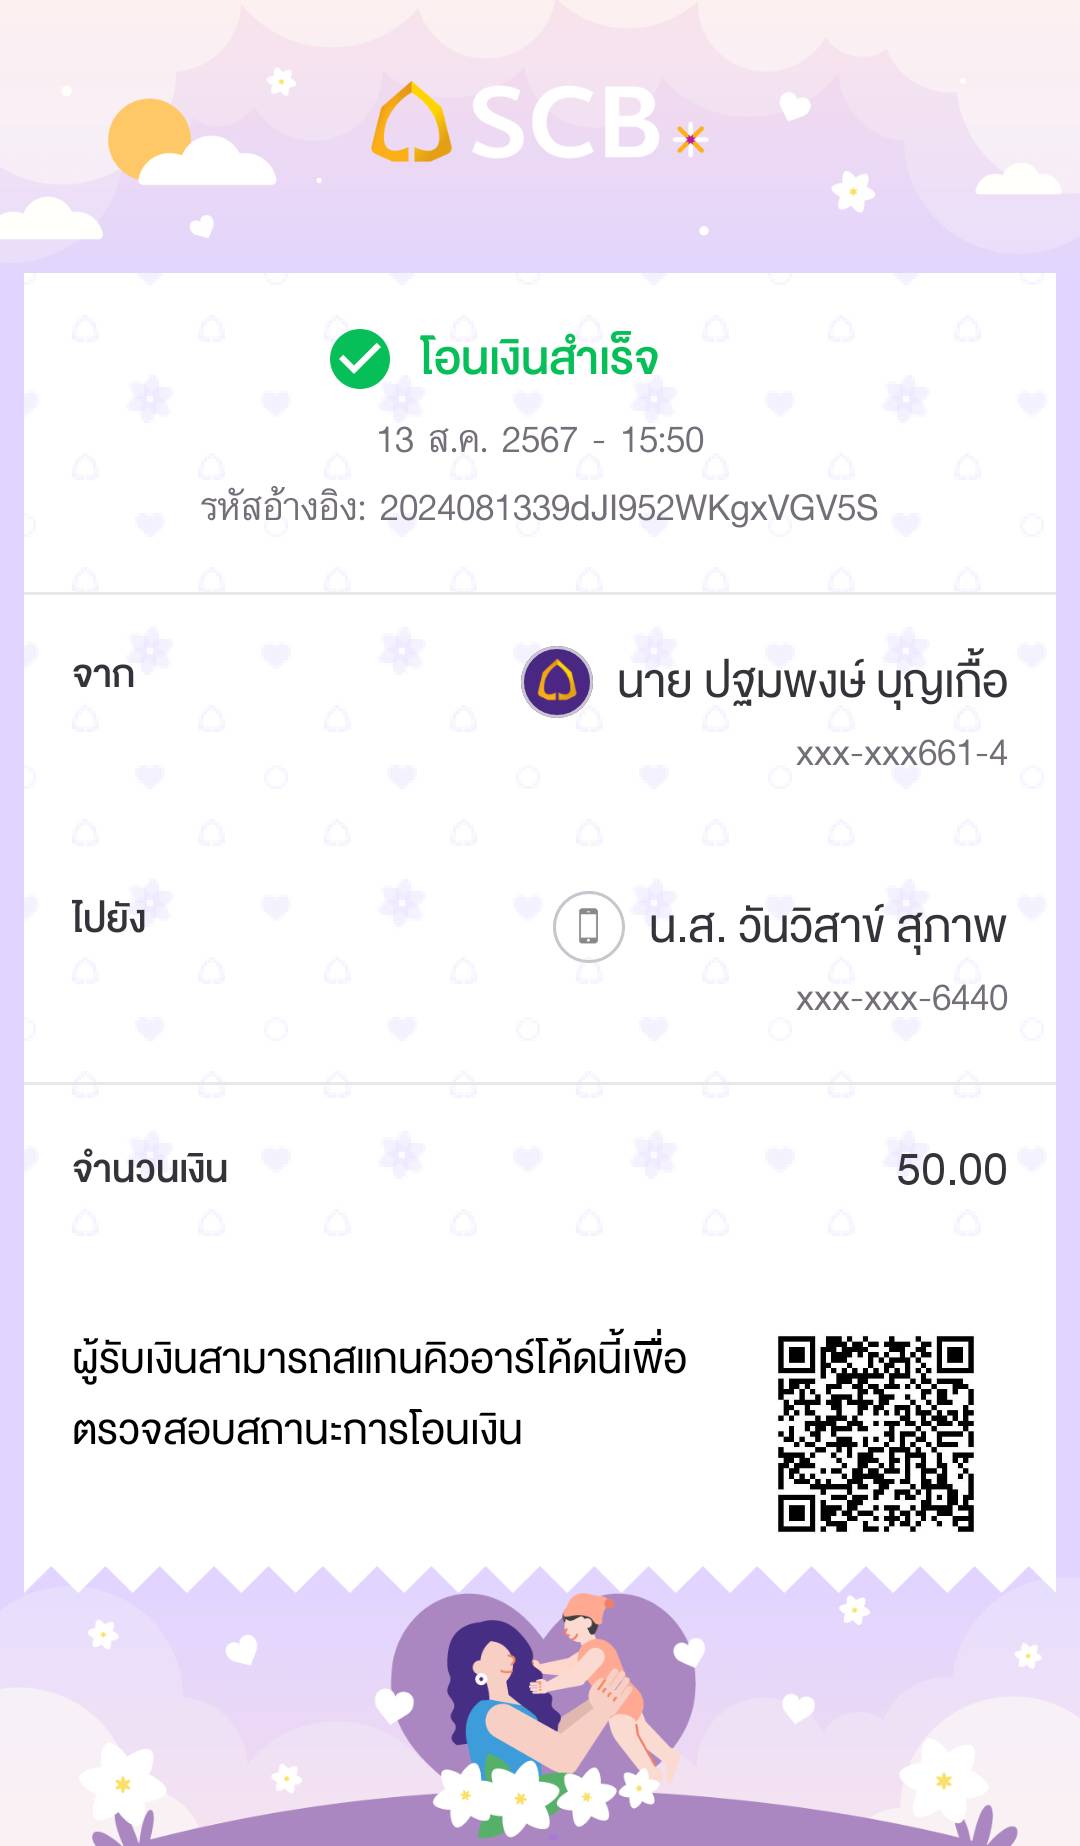 SCB
โอนเงินสำเร็จ
13 ส.ค. 2567 - 15:50
รหัสอ้างอิง: 2024081339dJI952WKgxVGV5S
จาก
นาย ปฐมพงษ์ บุญเกื้อ
xxx-xxx661-4
ไปยัง
น.ส. วันวิสาข์ สุภาพ
xxx-xxx-6440
จำนวนเงิน
50.00
ผู้รับเงินสามารถสแกนคิวอาร์โค้ดนี้เพื่อ
ตรวจสอบสถานะการโอนเงิน